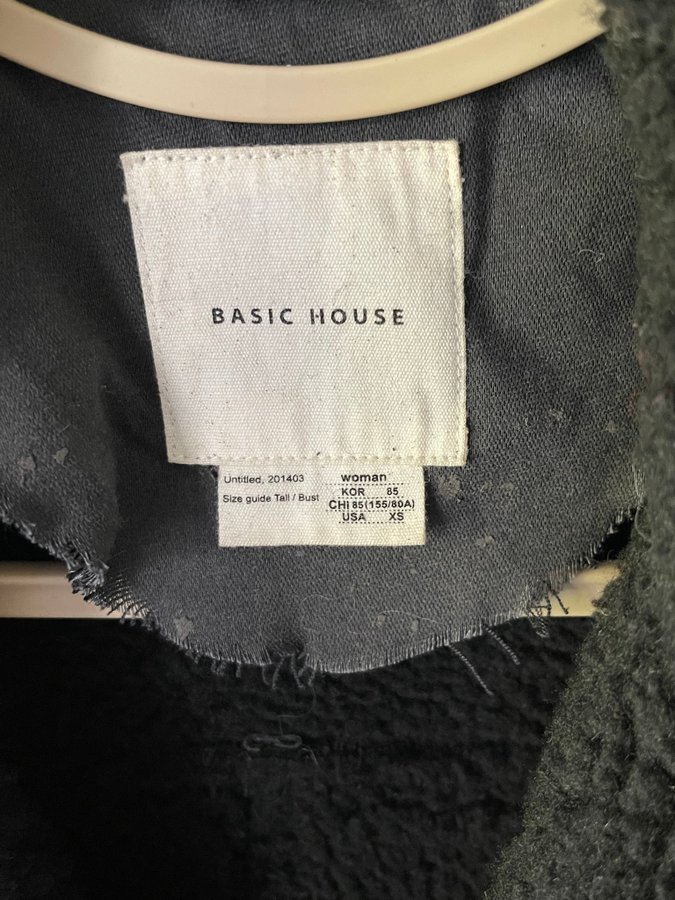 BASIC HOUSE
Untitled, 201403
Size guide Tall / Bust
woman
KOR 85
CHI 85(155/80A)
USA XS